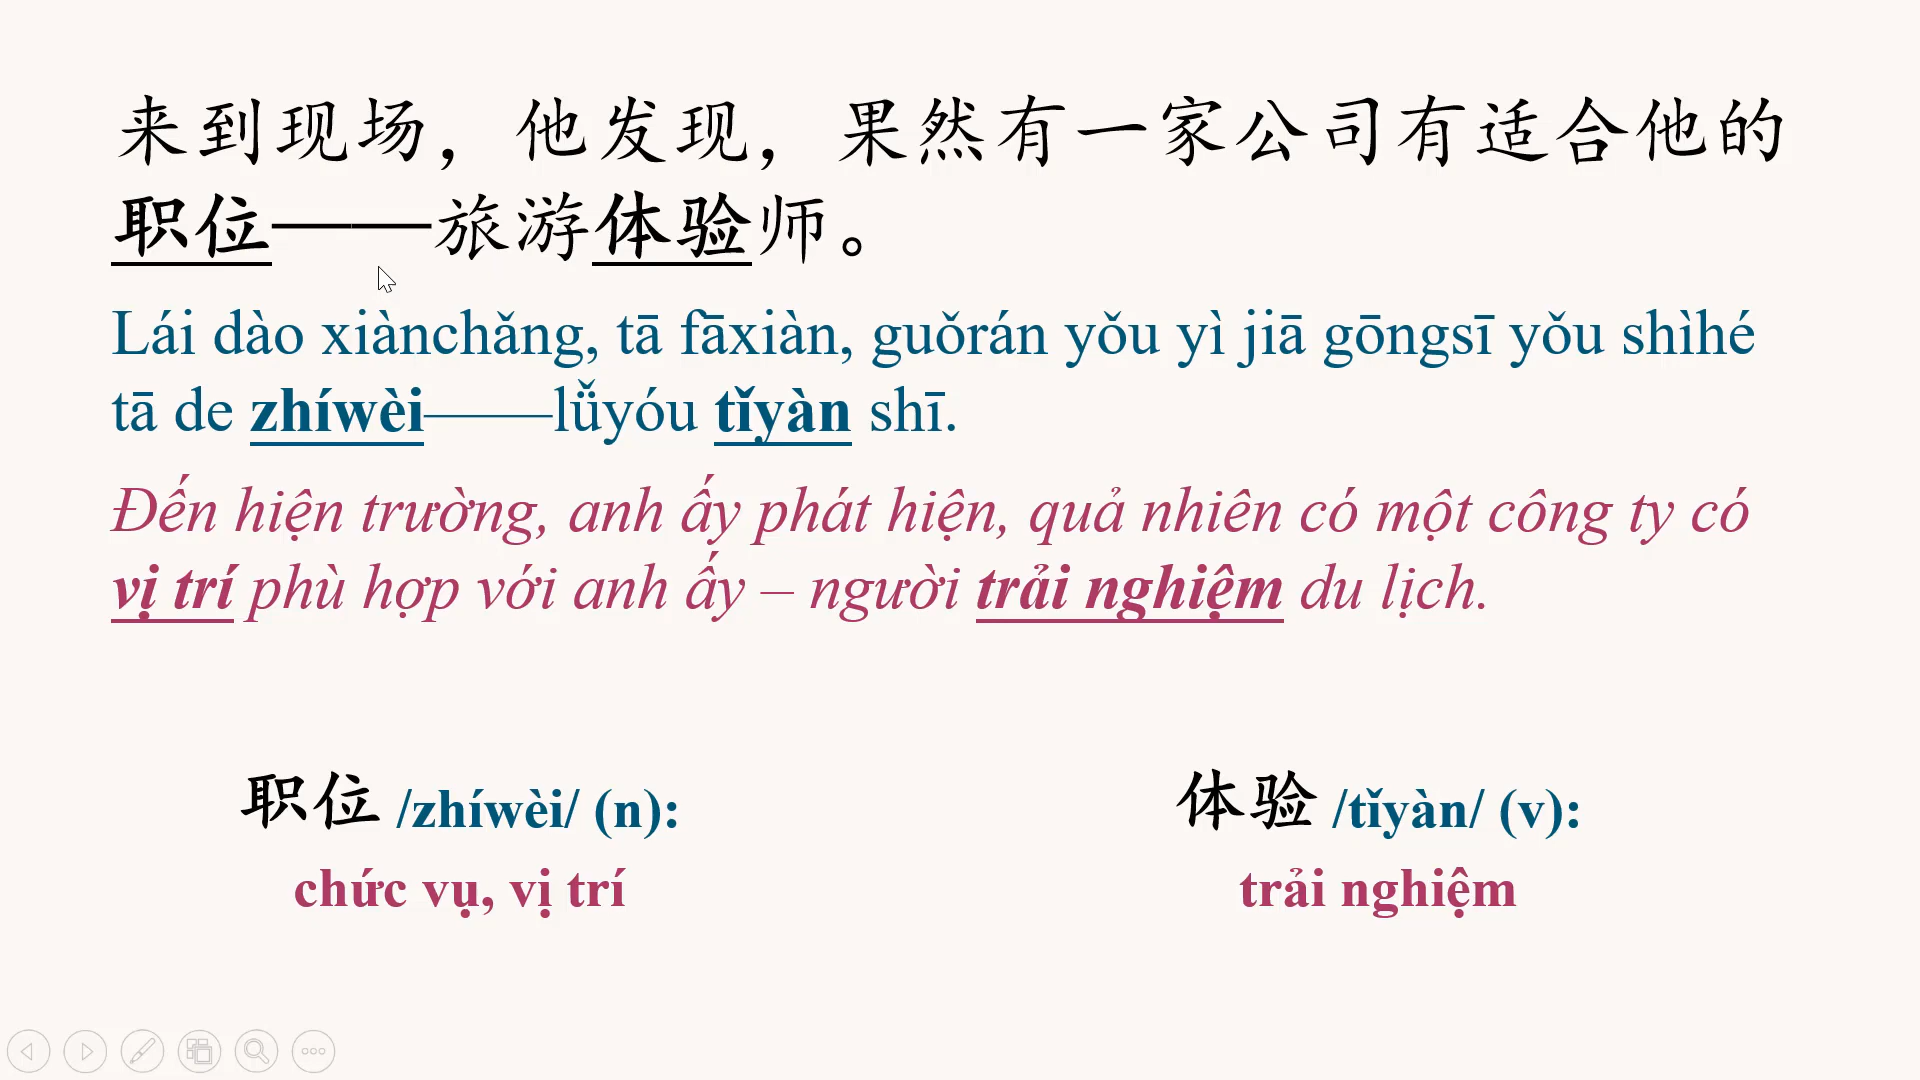 来到现场，他发现，果然有一家公司有适合他的
职位——旅游体验师。
Lái dào xiànchǎng, tā fāxiàn, guǒrán yǒu yì jiā gōngsī yǒu shìhé
tā de zhíwèi——lǚyóu tǐyàn shī.
Đến hiện trường, anh ấy phát hiện, quả nhiên có một công ty có
vị trí phù hợp với anh ấy – người trải nghiệm du lịch.
职位 /zhíwèi/ (n):
chức vụ, vị trí
体验 /tǐyàn/ (v):
trải nghiệm